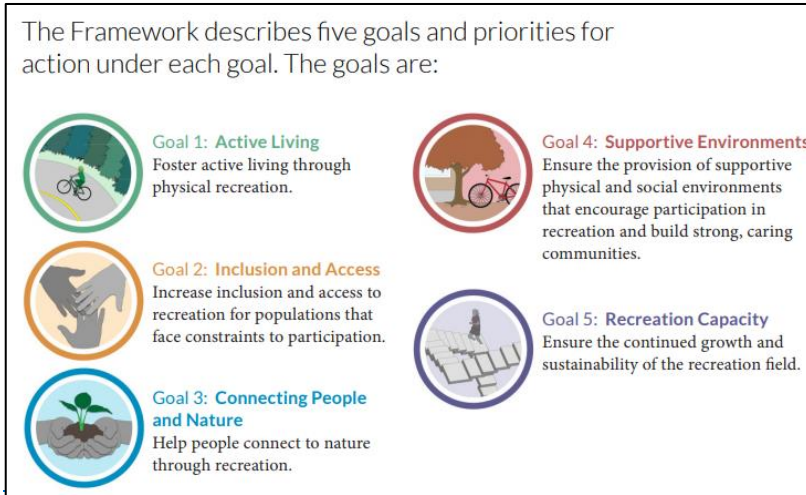 The Framework describes five goals and priorities for
action under each goal. The goals are:
Goal 1: Active Living
Foster active living through
physical recreation.
Goal 2: Inclusion and Access
Increase inclusion and access to
recreation for populations that
face constraints to participation.
Goal 3: Connecting People
and Nature
Help people connect to nature
through recreation.
Goal 4: Supportive Environments
Ensure the provision of supportive
physical and social environments
that encourage participation in
recreation and build strong, caring
communities.
Goal 5: Recreation Capacity
Ensure the continued growth and
sustainability of the recreation field.